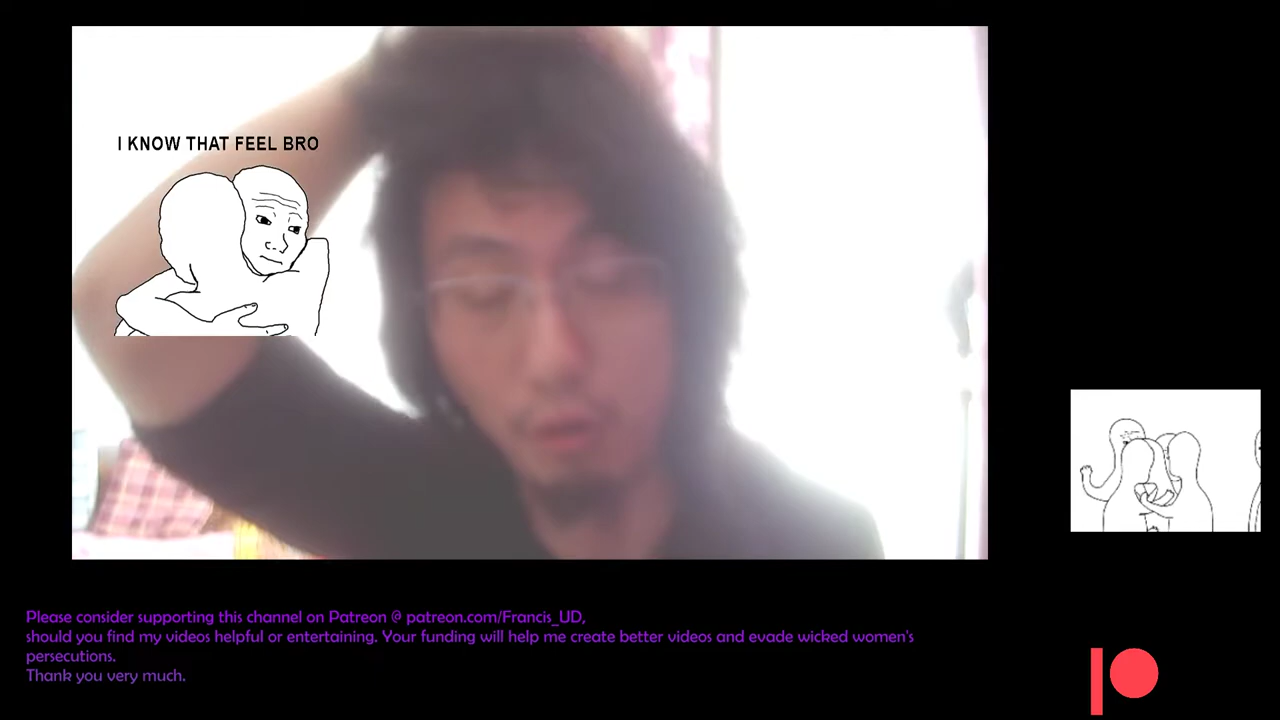 I KNOW THAT FEEL BRO
Please consider supporting this channel on Patreon @ patreon.com/Francis_UD,
should you find my videos helpful or entertaining. Your funding will help me create better videos and evade wicked women's
persecutions.
Thank you very much.